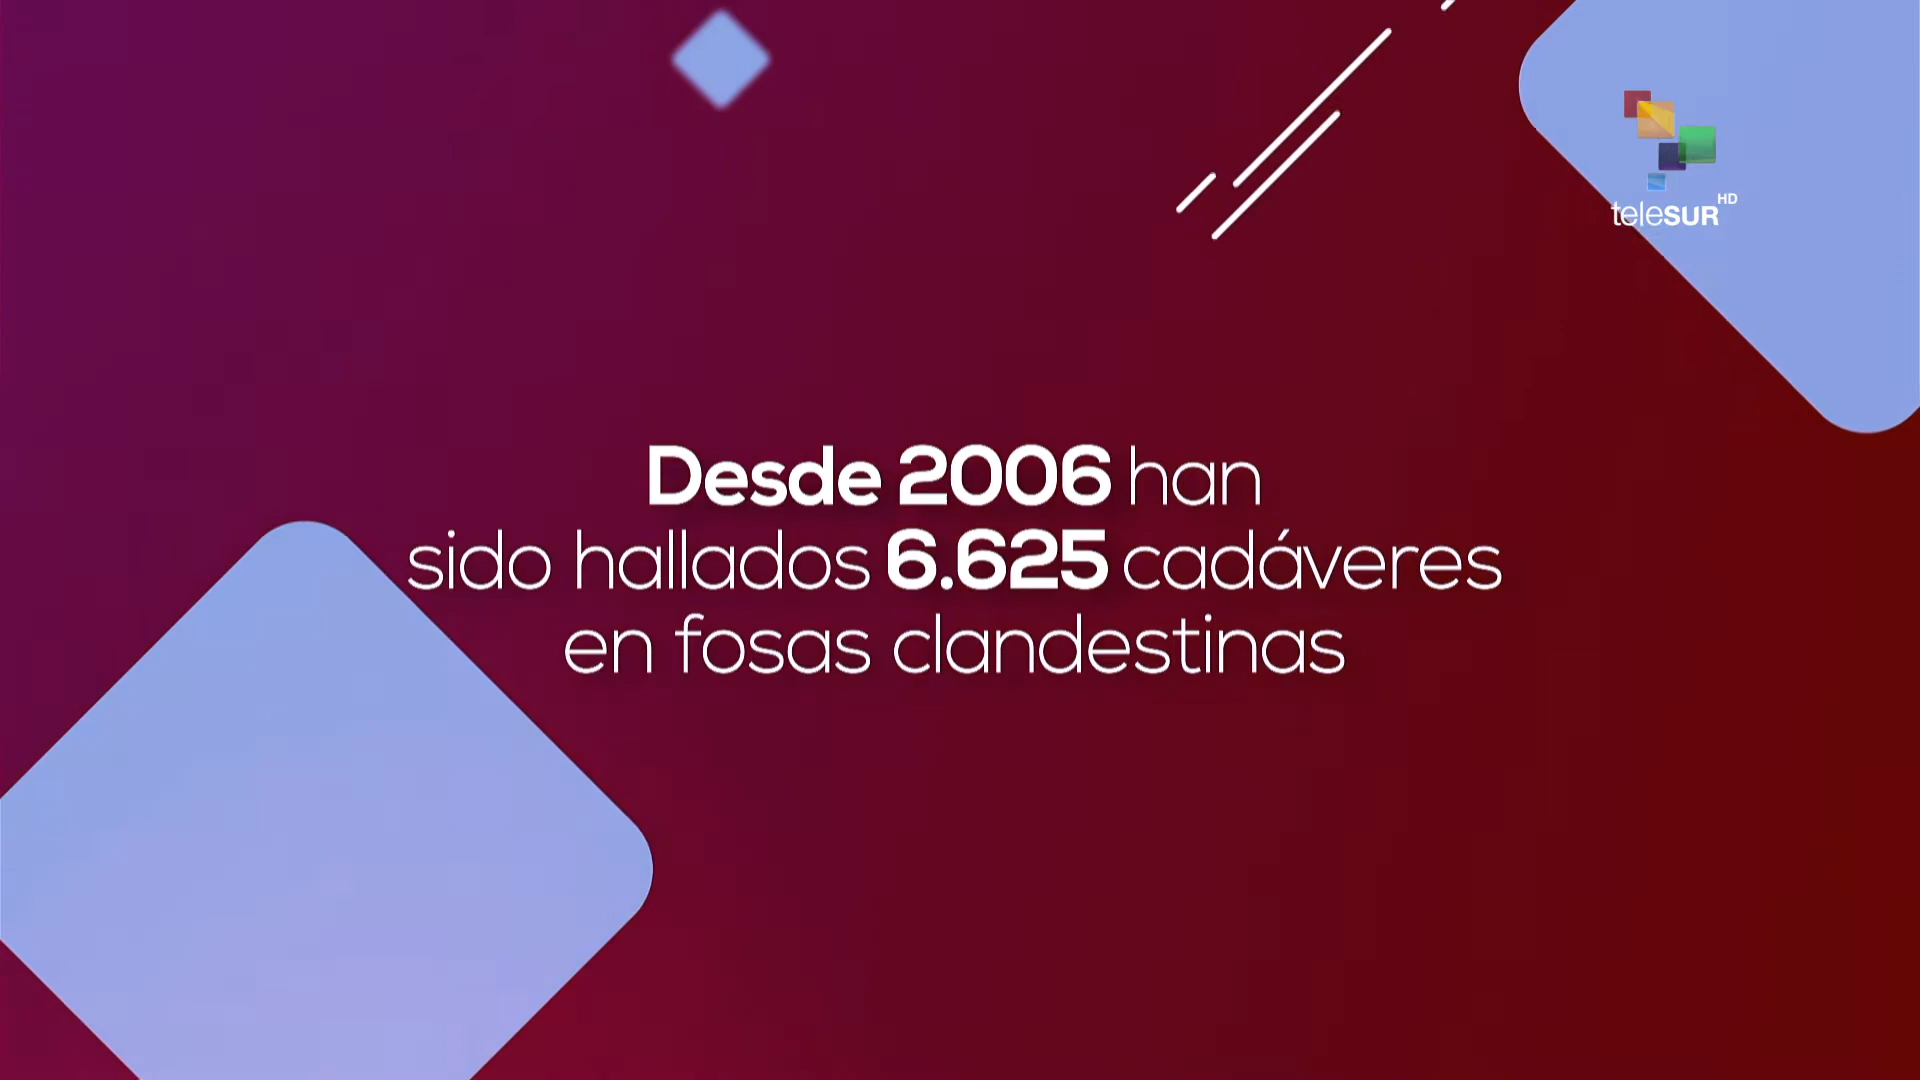 teleSUR HD
Desde 2006 han
sido hallados 6.625 cadáveres
en fosas clandestinas